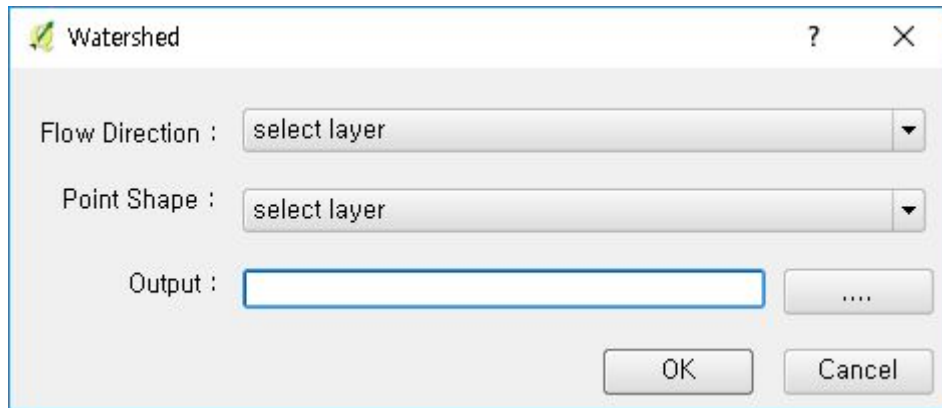 Watershed ?
Flow Direction : select layer
Point Shape : select layer
Output : ....
OK Cancel